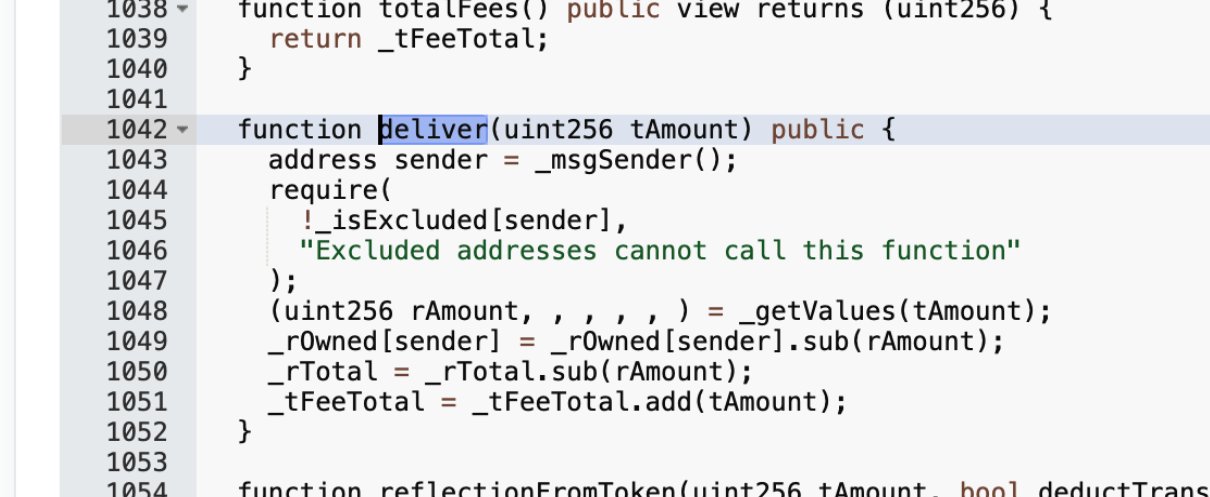 1038 function totalFees() public view returns (uint256) {
1039 return _tFeeTotal;
1040 }
1041
1042 function deliver(uint256 tAmount) public {
1043 address sender = _msgSender();
1044 require(
1045 !_isExcluded[sender],
1046 "Excluded addresses cannot call this function"
1047 );
1048 (uint256 rAmount, , , , , ) = _getValues(tAmount);
1049 _rOwned[sender] = _rOwned[sender].sub(rAmount);
1050 _rTotal = _rTotal.sub(rAmount);
1051 _tFeeTotal = _tFeeTotal.add(tAmount);
1052 }
1053
1054 function reflectionFromToken(uint256 tAmount, bool deductTrans